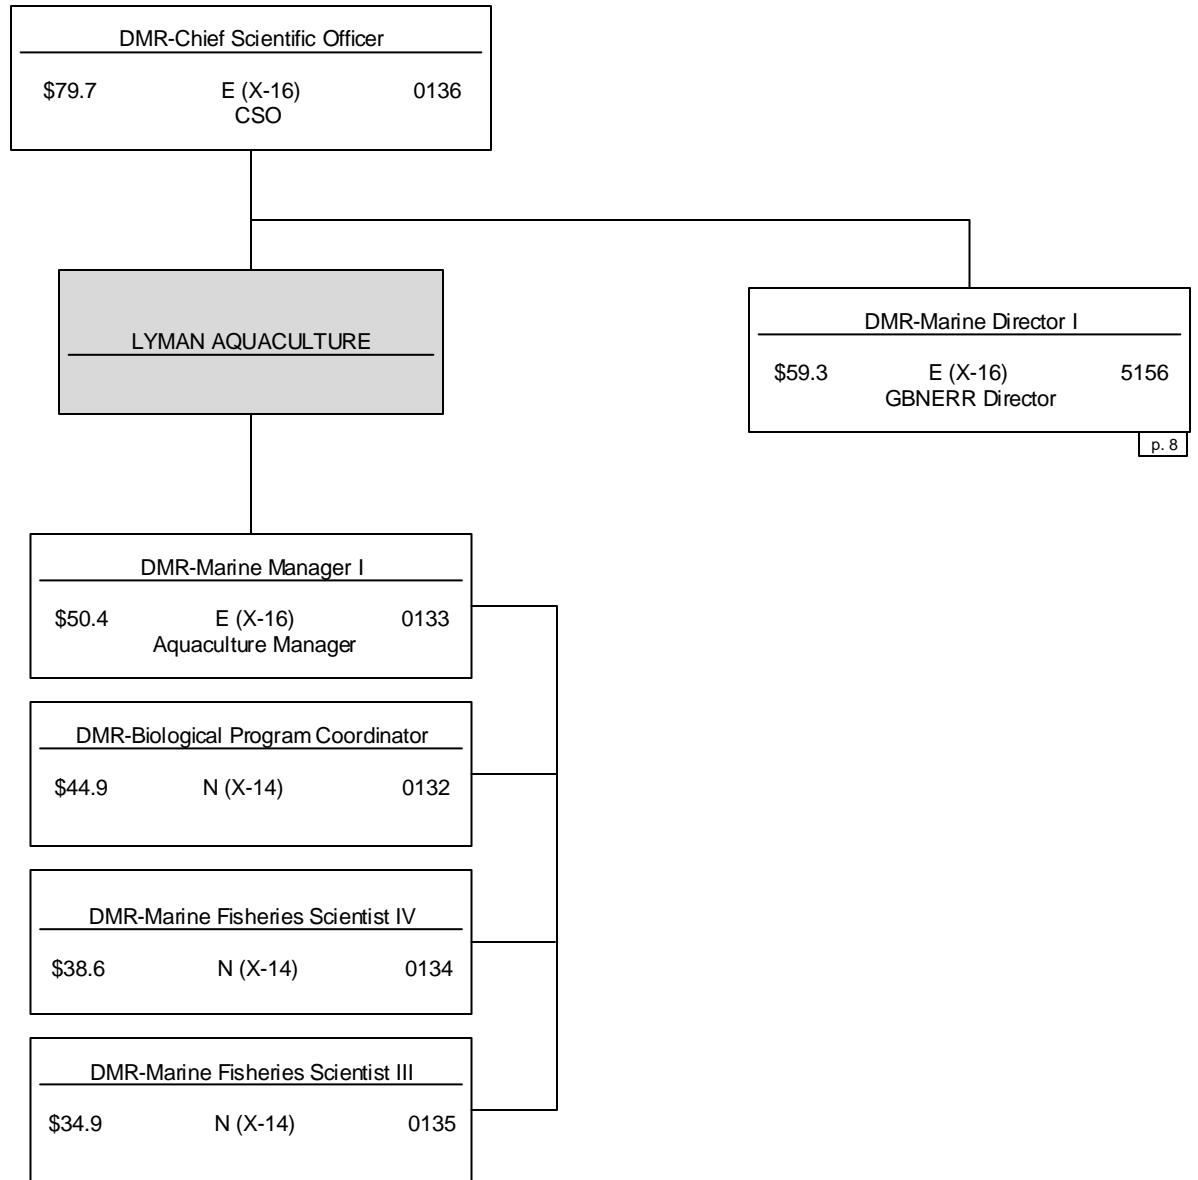 DMR-Chief Scientific Officer
$79.7 E (X-16) 0136
CSO
LYMAN AQUACULTURE
DMR-Marine Director I
$59.3 E (X-16) 5156
GBNERR Director
p. 8
DMR-Marine Manager I
$50.4 E (X-16) 0133
Aquaculture Manager
DMR-Biological Program Coordinator
$44.9 N (X-14) 0132
DMR-Marine Fisheries Scientist IV
$38.6 N (X-14) 0134
DMR-Marine Fisheries Scientist III
$34.9 N (X-14) 0135